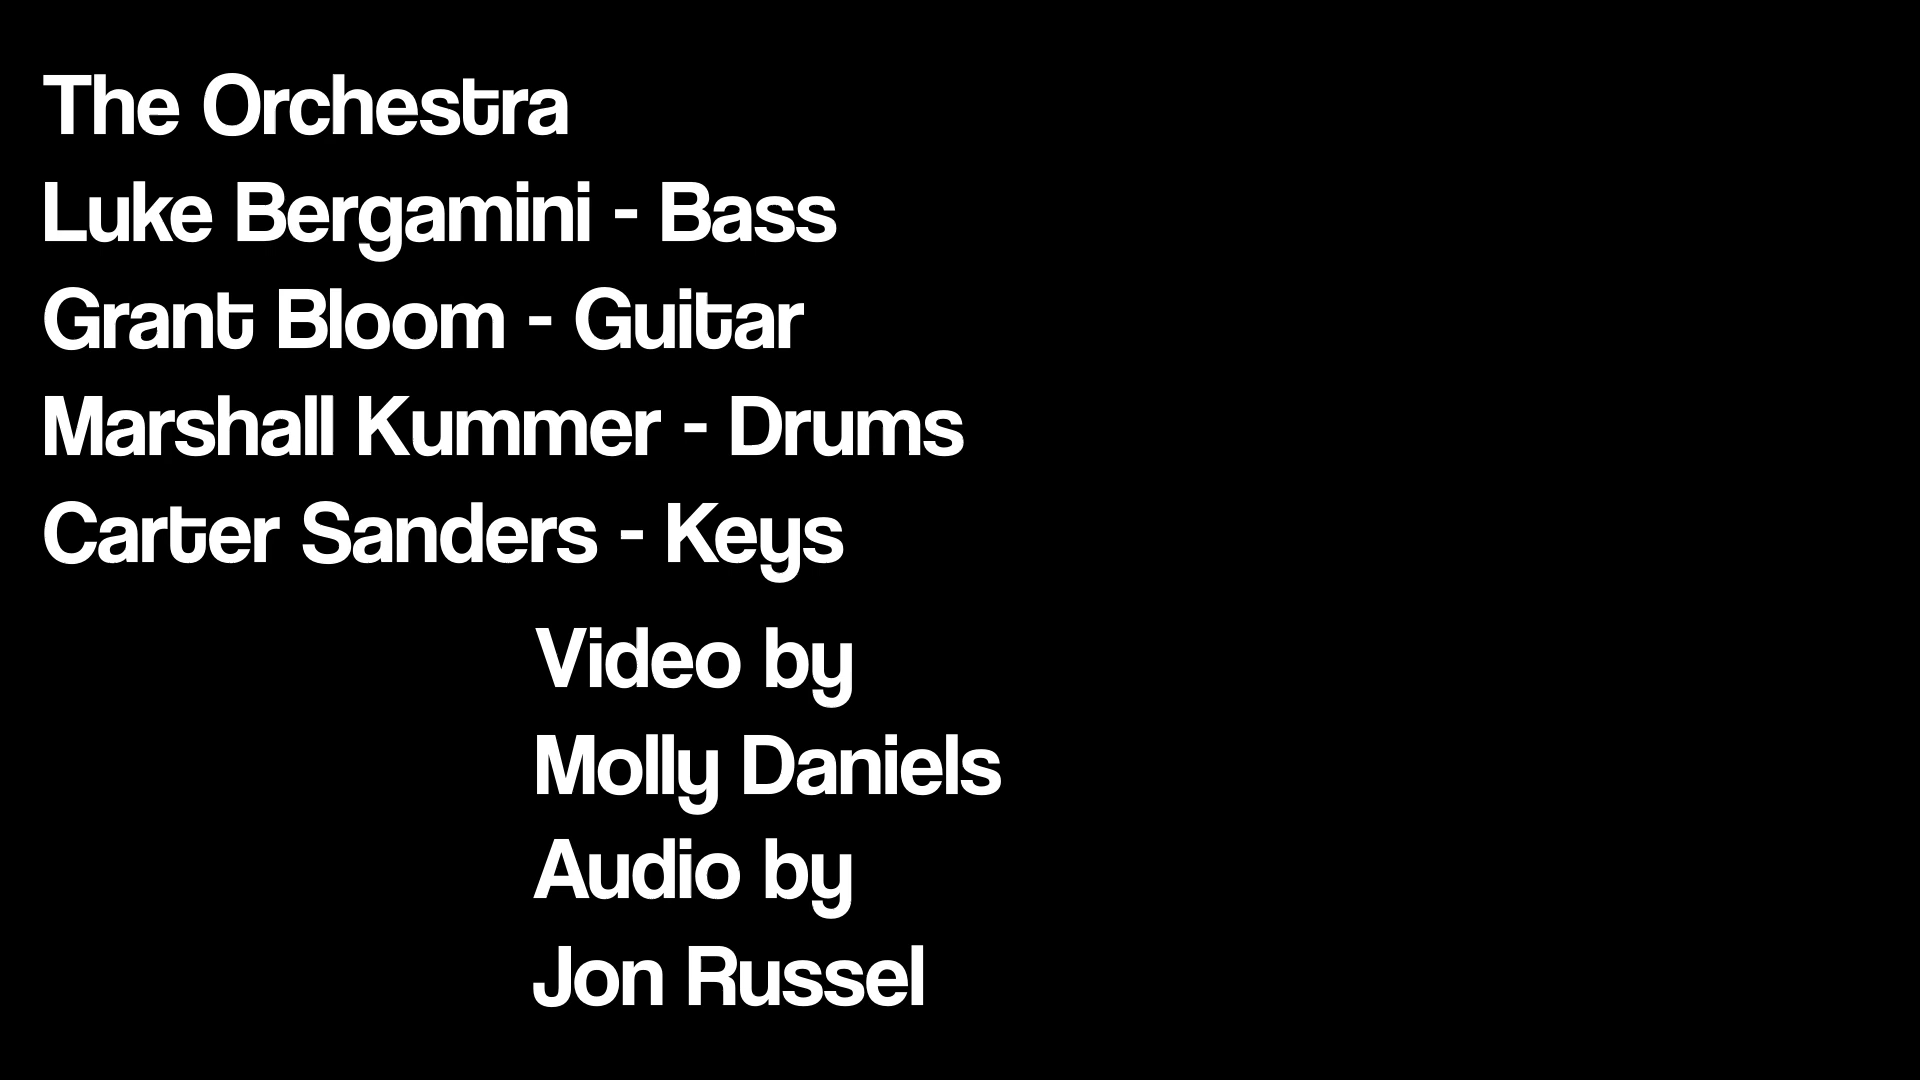 The Orchestra
Luke Bergamini - Bass
Grant Bloom - Guitar
Marshall Kummer - Drums
Carter Sanders - Keys
Video by
Molly Daniels
Audio by
Jon Russel